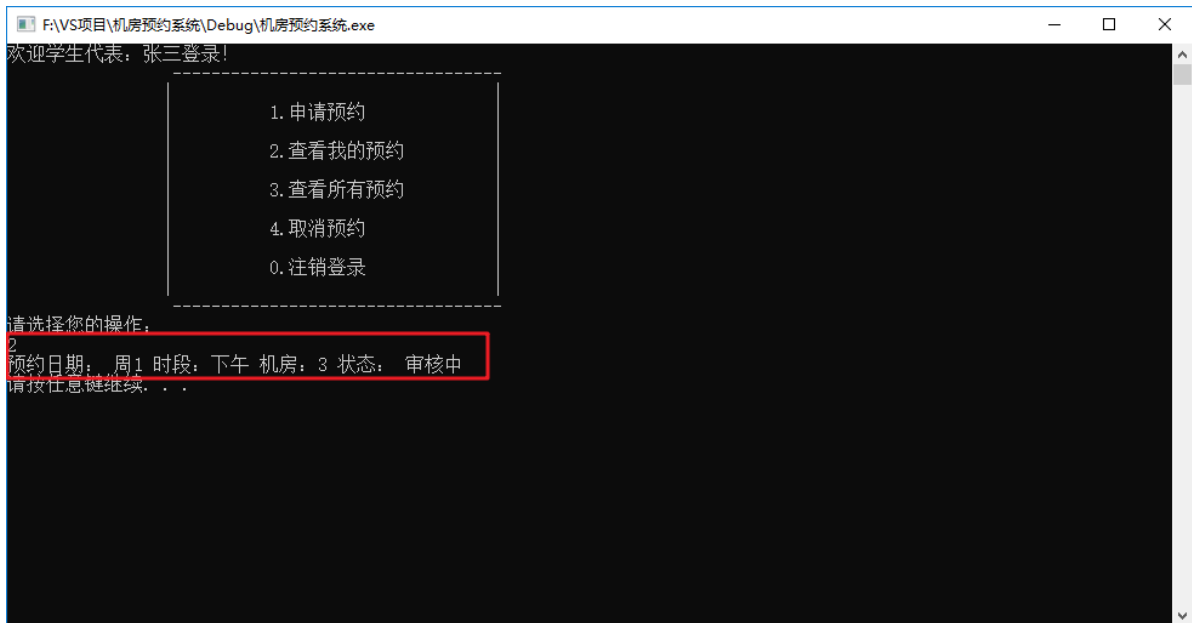 F:\VS项目\机房预约系统\Debug\机房预约系统.exe
欢迎学生代表：张三登录!
----------------------------------
1.申请预约
2.查看我的预约
3.查看所有预约
4.取消预约
0.注销登录
----------------------------------
请选择您的操作：
2
预约日期： 周1 时段：下午 机房：3 状态： 审核中
请按任意键继续. . .